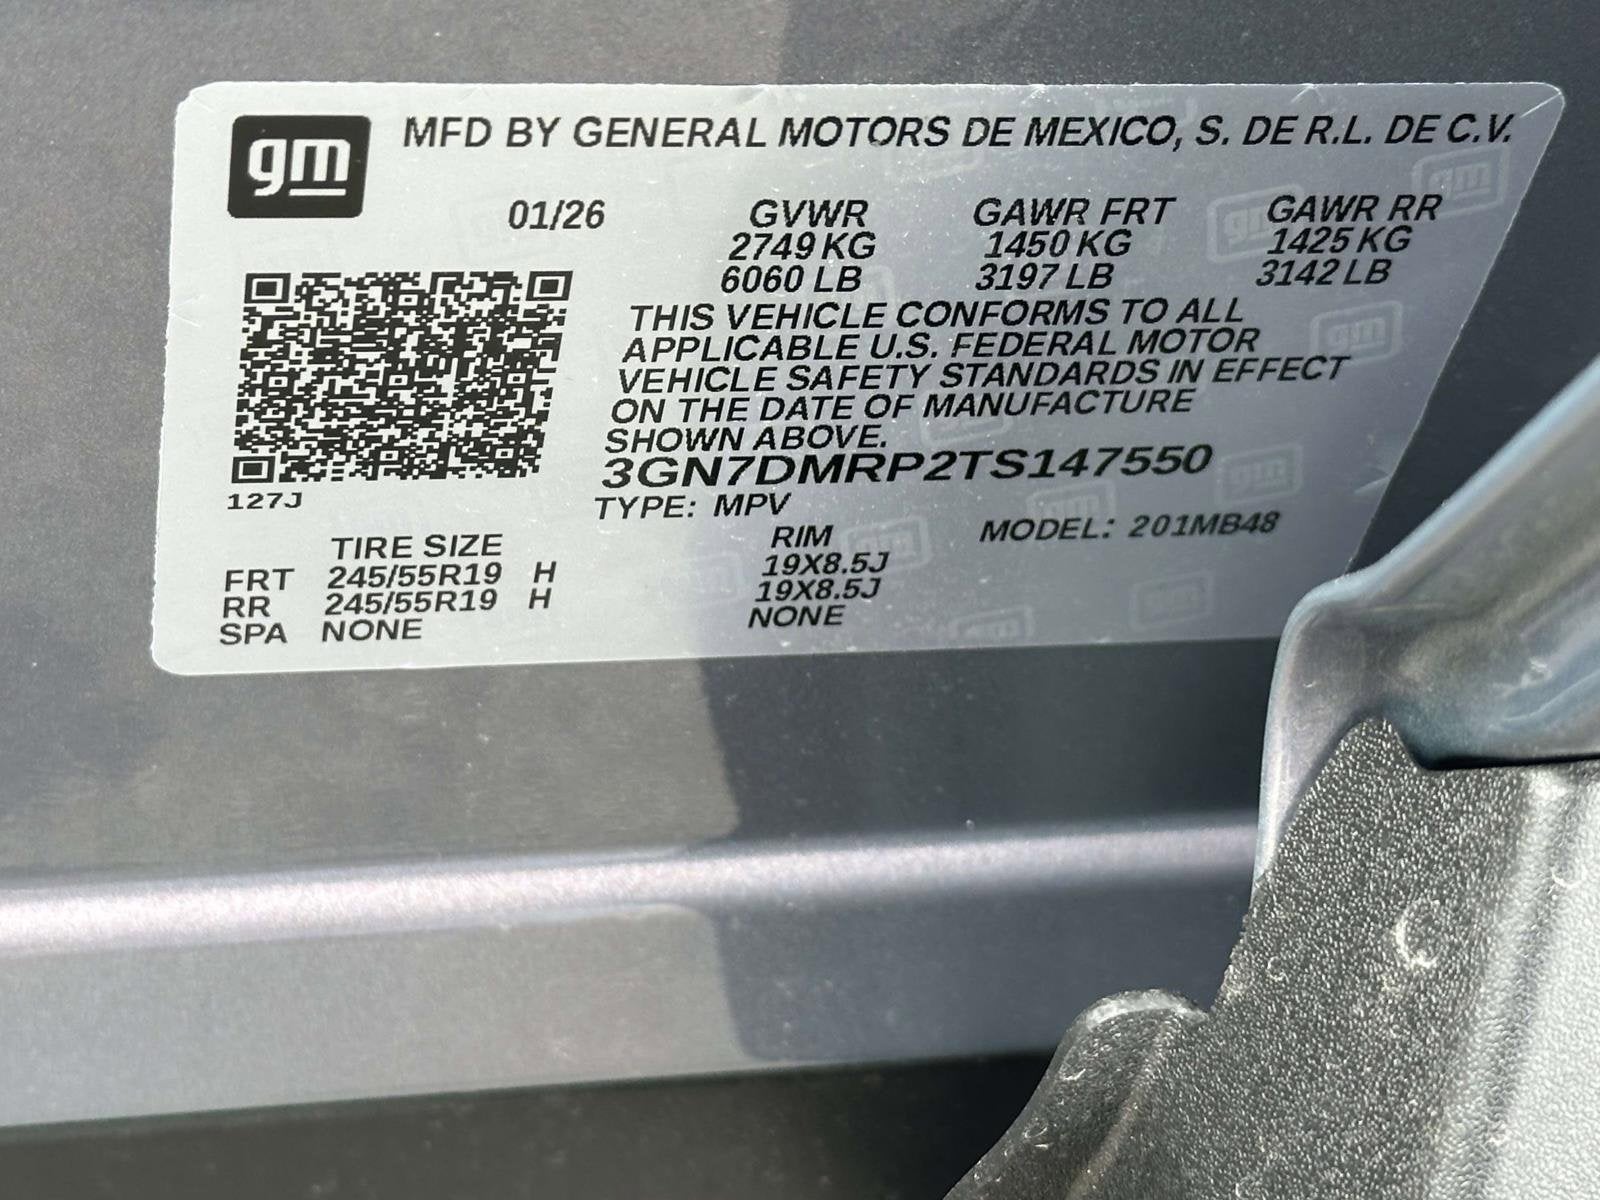 gm MFD BY GENERAL MOTORS DE MEXICO, S. DE R.L. DE C.V.
01/26 GVWR GAWR FRT GAWR RR
2749 KG 1450 KG 1425 KG
6060 LB 3197 LB 3142 LB
THIS VEHICLE CONFORMS TO ALL
APPLICABLE U.S. FEDERAL MOTOR
VEHICLE SAFETY STANDARDS IN EFFECT
ON THE DATE OF MANUFACTURE
SHOWN ABOVE.
3GN7DMRP2TS147550
127J TYPE: MPV MODEL: 201MB48
TIRE SIZE RIM
FRT 245/55R19 H 19X8.5J
RR 245/55R19 H 19X8.5J
SPA NONE NONE